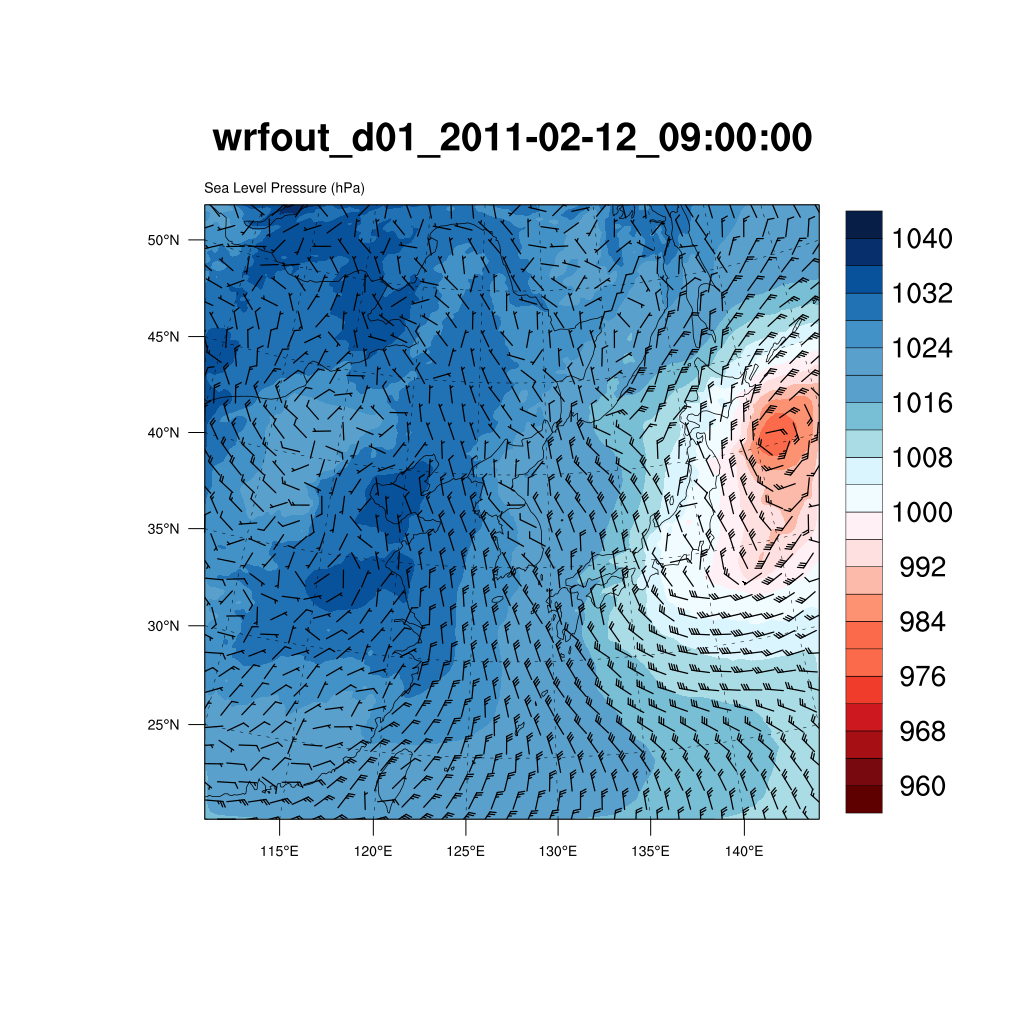 wrfout_d01_2011-02-12_09:00:00
Sea Level Pressure (hPa)
50°N
45°N
40°N
35°N
30°N
25°N
115°E
120°E
125°E
130°E
135°E
140°E
1040
1032
1024
1016
1008
1000
992
984
976
968
960